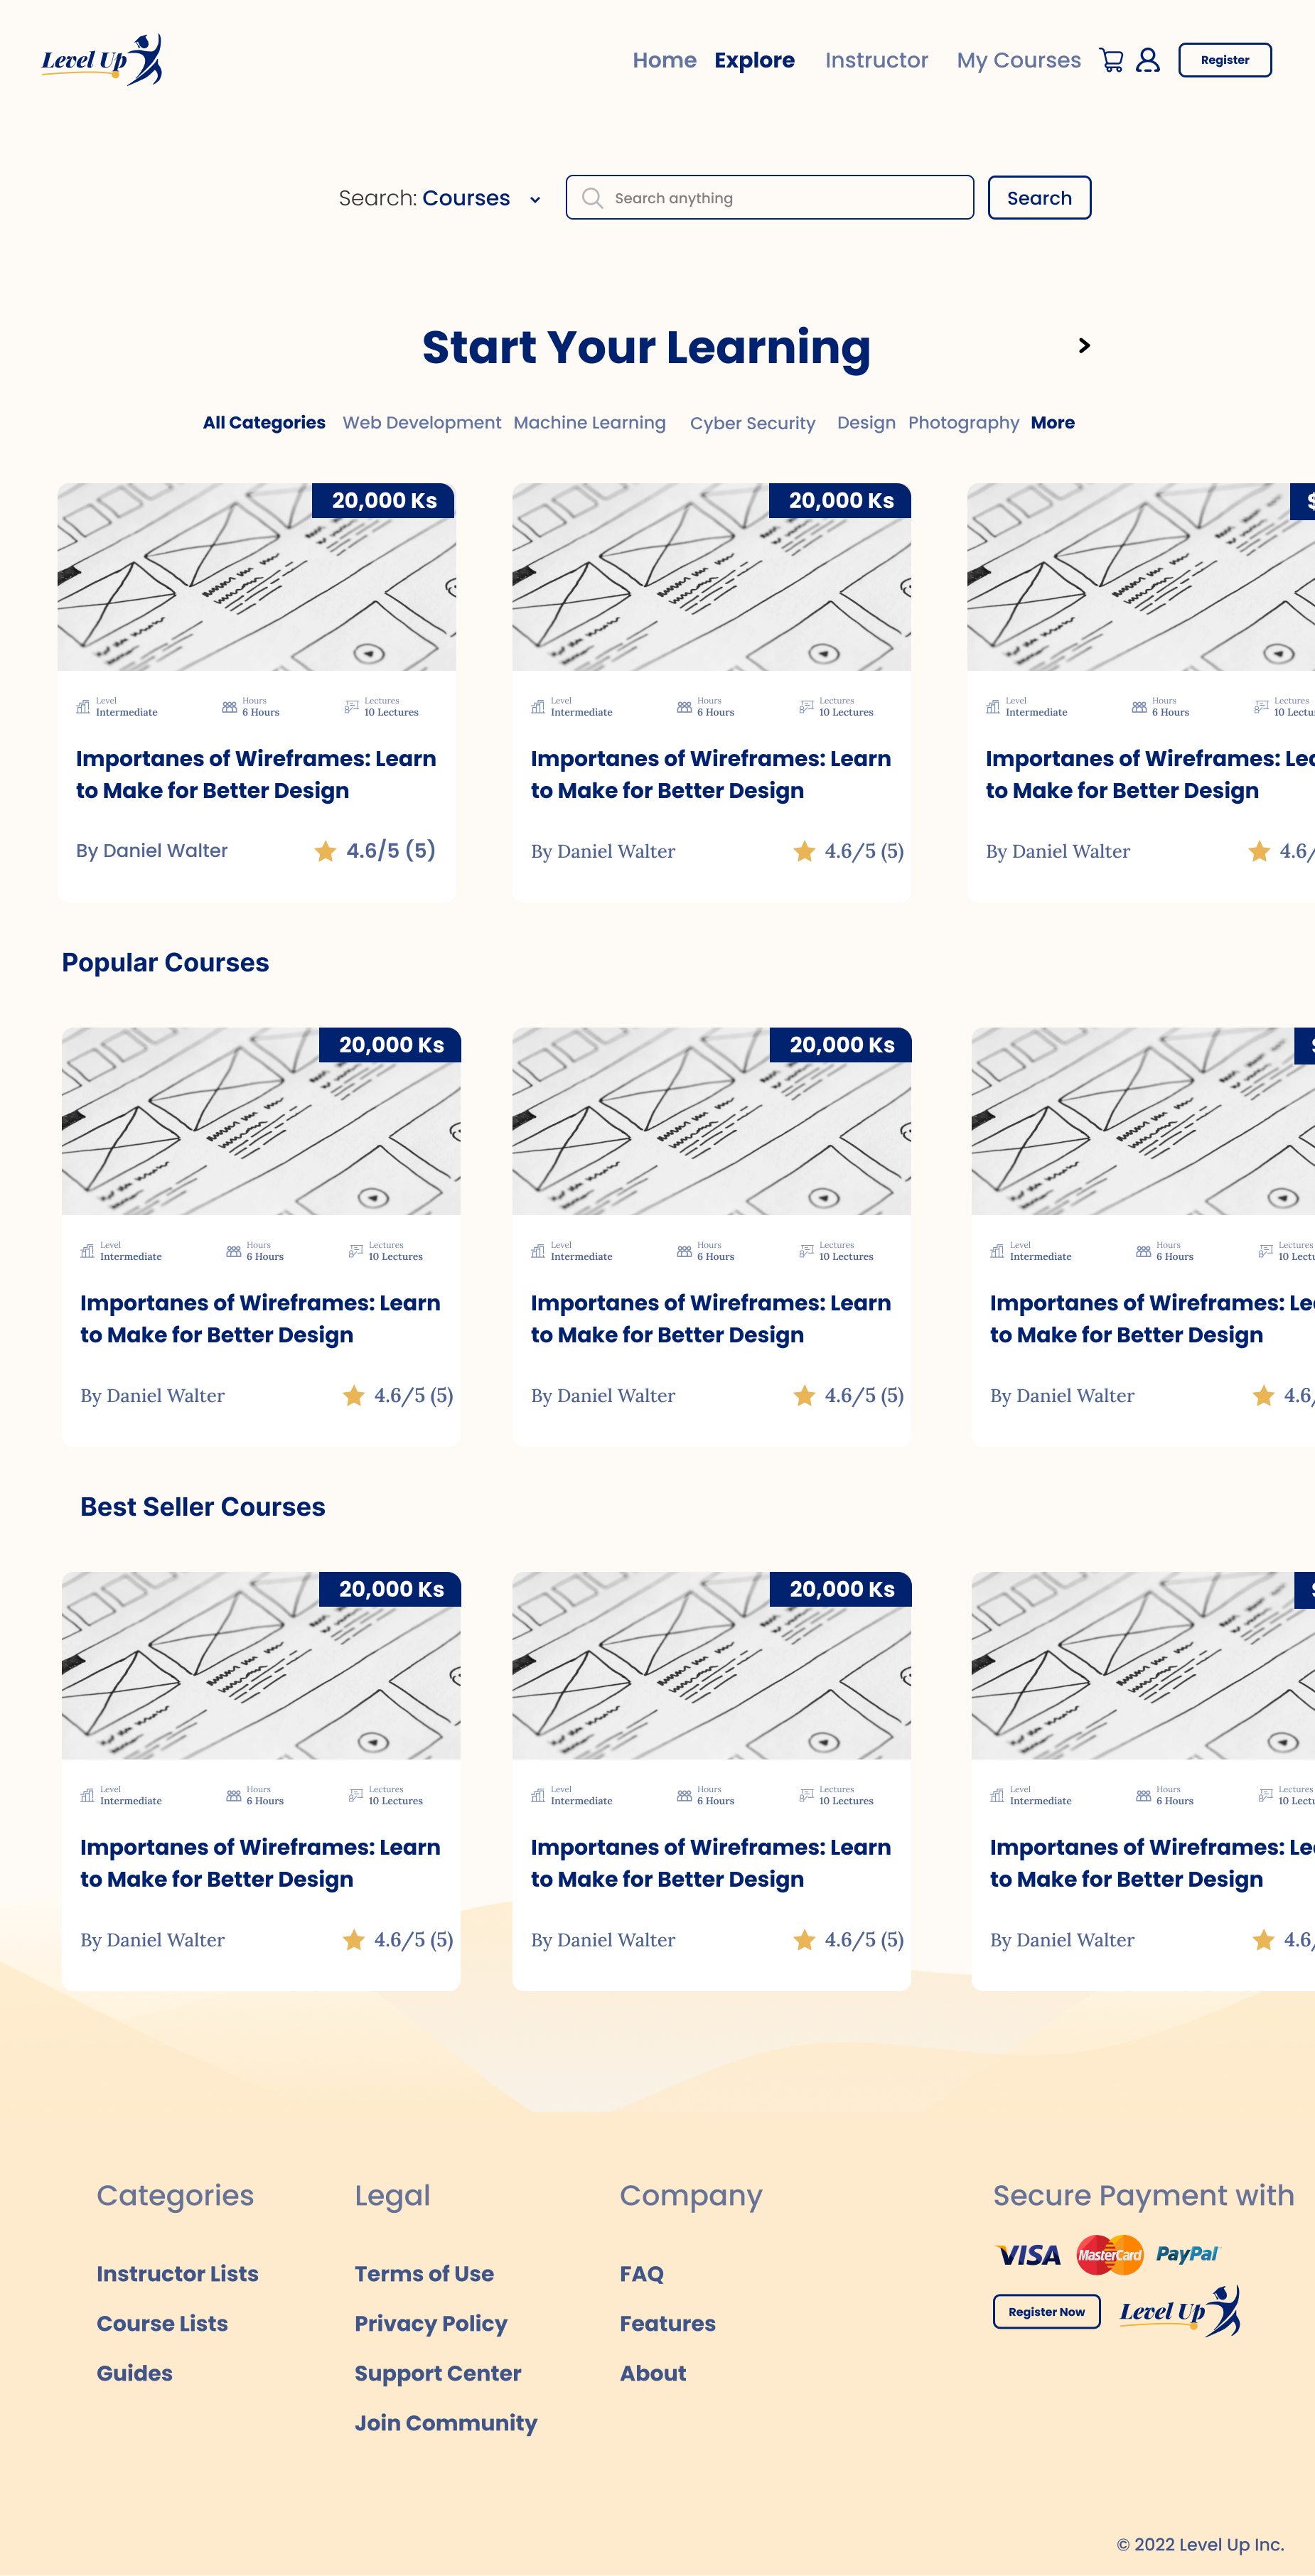 Level Up
Home Explore Instructor My Courses Register
Search: Courses Search anything Search
Start Your Learning
All Categories Web Development Machine Learning Cyber Security Design Photography More
20,000 Ks 20,000 Ks $
Level Hours Lectures Level Hours Lectures Level Hours Lectures
Intermediate 6 Hours 10 Lectures Intermediate 6 Hours 10 Lectures Intermediate 6 Hours 10 Lectu
Importanes of Wireframes: Learn Importanes of Wireframes: Learn Importanes of Wireframes: Lea
to Make for Better Design to Make for Better Design to Make for Better Design
By Daniel Walter 4.6/5 (5) By Daniel Walter 4.6/5 (5) By Daniel Walter 4.6/
Popular Courses
20,000 Ks 20,000 Ks $
Level Hours Lectures Level Hours Lectures Level Hours Lectures
Intermediate 6 Hours 10 Lectures Intermediate 6 Hours 10 Lectures Intermediate 6 Hours 10 Lectu
Importanes of Wireframes: Learn Importanes of Wireframes: Learn Importanes of Wireframes: Le
to Make for Better Design to Make for Better Design to Make for Better Design
By Daniel Walter 4.6/5 (5) By Daniel Walter 4.6/5 (5) By Daniel Walter 4.6/
Best Seller Courses
20,000 Ks 20,000 Ks $
Level Hours Lectures Level Hours Lectures Level Hours Lectures
Intermediate 6 Hours 10 Lectures Intermediate 6 Hours 10 Lectures Intermediate 6 Hours 10 Lectu
Importanes of Wireframes: Learn Importanes of Wireframes: Learn Importanes of Wireframes: Le
to Make for Better Design to Make for Better Design to Make for Better Design
By Daniel Walter 4.6/5 (5) By Daniel Walter 4.6/5 (5) By Daniel Walter 4.6/
Categories
Instructor Lists
Course Lists
Guides
Legal
Terms of Use
Privacy Policy
Support Center
Join Community
Company
FAQ
Features
About
Secure Payment with
VISA MasterCard PayPal
Register Now Level Up
© 2022 Level Up Inc.